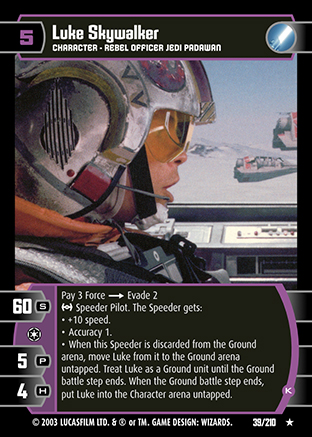 5 Luke Skywalker
CHARACTER - REBEL OFFICER JEDI PADAWAN
60 S
5 P
4 H
Pay 3 Force → Evade 2
Speeder Pilot. The Speeder gets:
• +10 speed.
• Accuracy 1.
• When this Speeder is discarded from the Ground
arena, move Luke from it to the Ground arena
untapped. Treat Luke as a Ground unit until the Ground
battle step ends. When the Ground battle step ends,
put Luke into the Character arena untapped.
K
© 2003 LUCASFILM LTD. & ® or TM. GAME DESIGN: WIZARDS. 39/210 ★